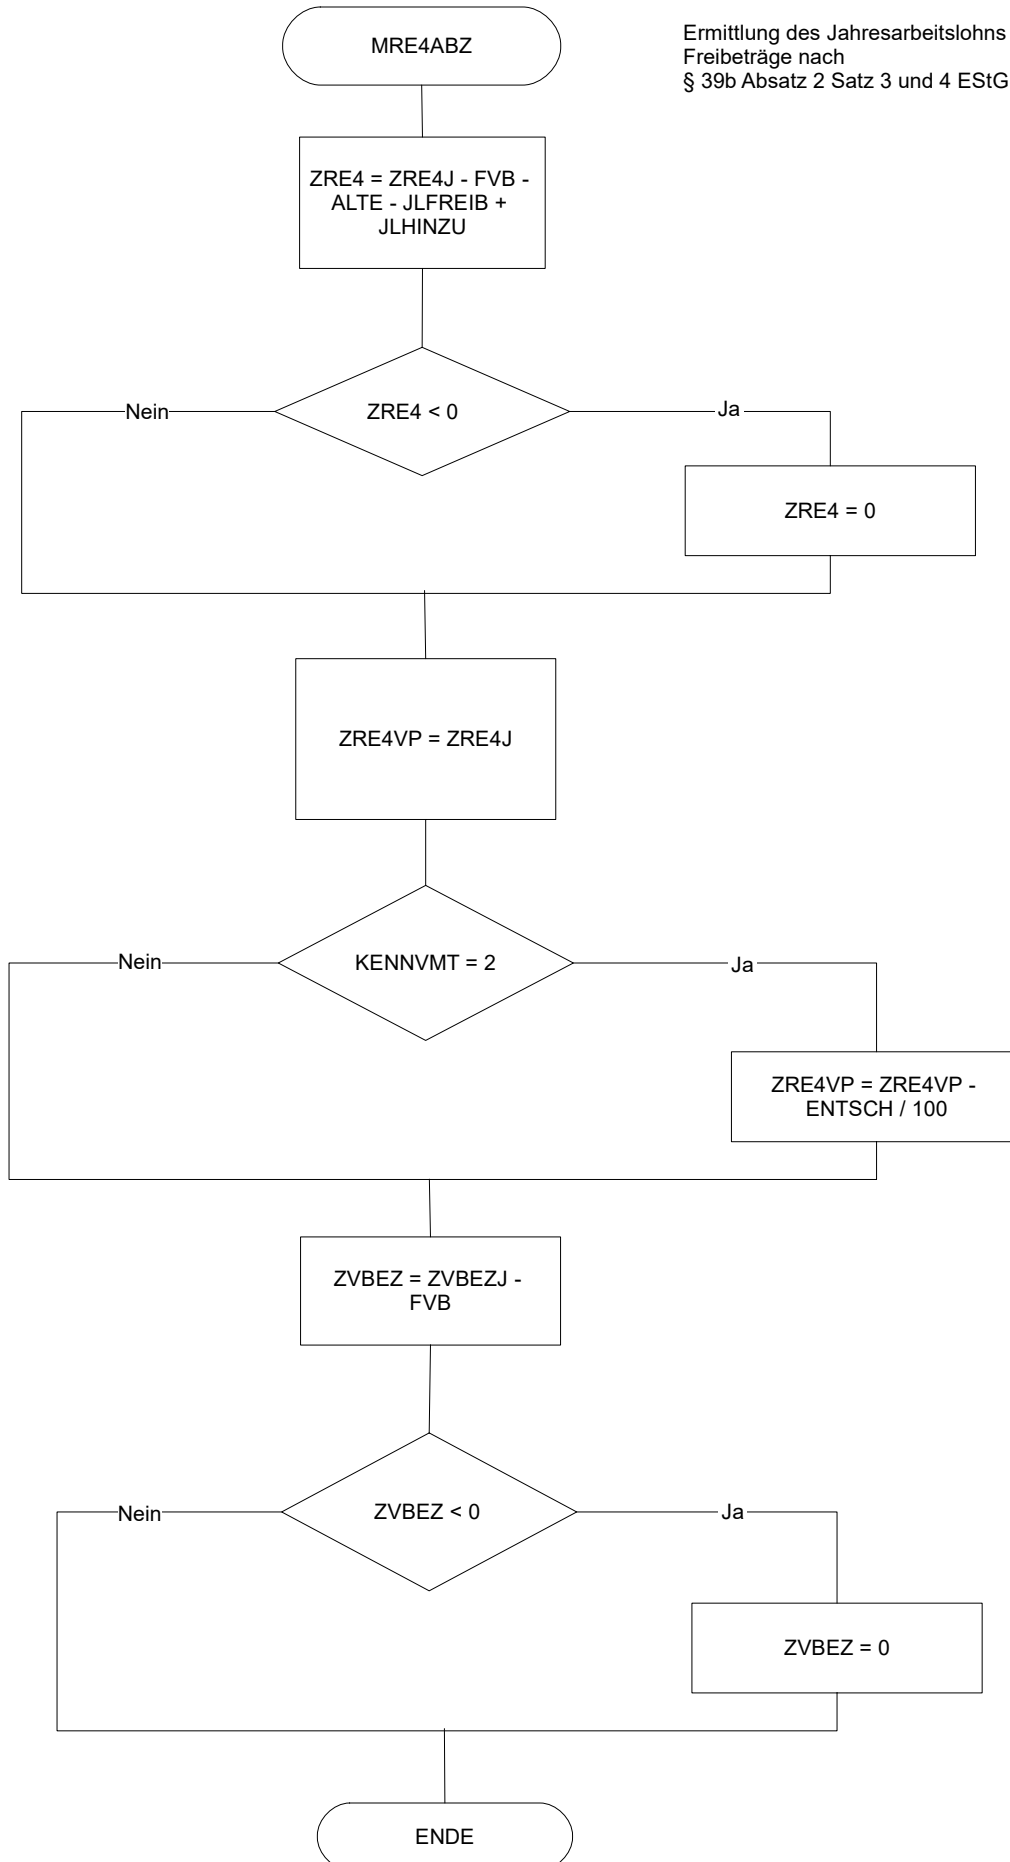 MRE4ABZ
Ermittlung des Jahresarbeitslohns
Freibeträge nach
§ 39b Absatz 2 Satz 3 und 4 EStG
ZRE4 = ZRE4J - FVB -
ALTE - JLFREIB +
JLHINZU
Nein
ZRE4 < 0
Ja
ZRE4 = 0
ZRE4VP = ZRE4J
Nein
KENNVMT = 2
Ja
ZRE4VP = ZRE4VP -
ENTSCH / 100
ZVBEZ = ZVBEZJ -
FVB
Nein
ZVBEZ < 0
Ja
ZVBEZ = 0
ENDE